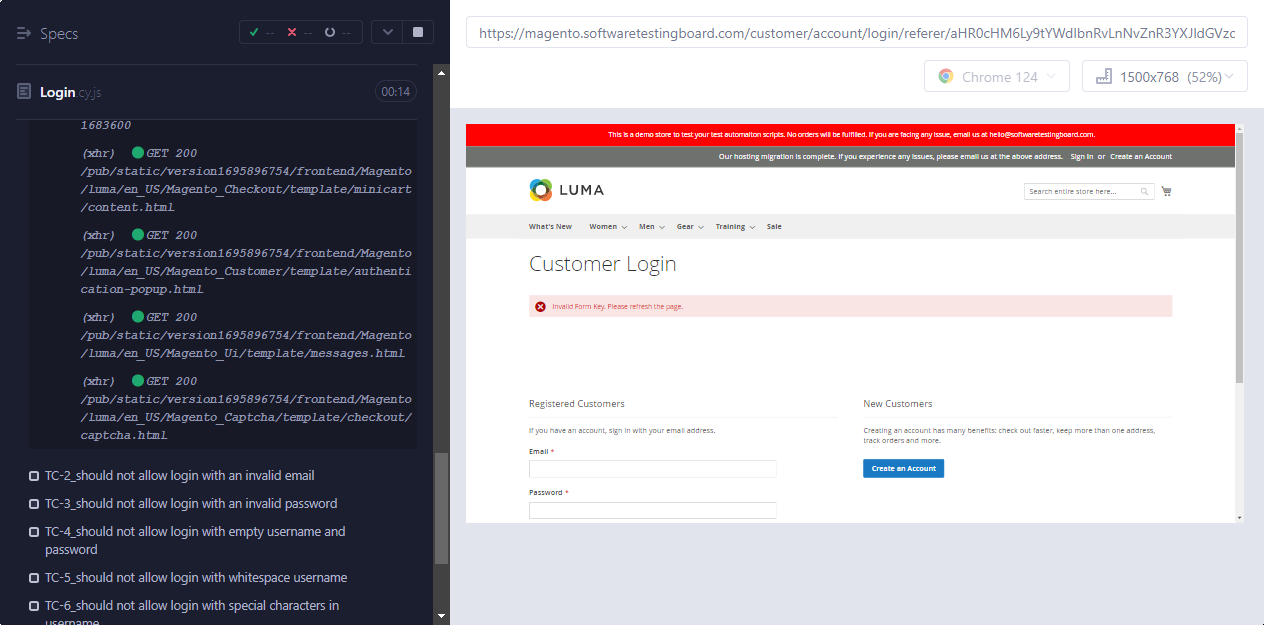 Specs
-- -- --
Login.cy.js
00:14
1683600
(xhr) GET 200
/pub/static/version1695896754/frontend/Magento
/luma/en_US/Magento_Checkout/template/minicart
/content.html
(xhr) GET 200
/pub/static/version1695896754/frontend/Magento
/luma/en_US/Magento_Customer/template/authenti
cation-popup.html
(xhr) GET 200
/pub/static/version1695896754/frontend/Magento
/luma/en_US/Magento_Ui/template/messages.html
(xhr) GET 200
/pub/static/version1695896754/frontend/Magento
/luma/en_US/Magento_Captcha/template/checkout/
captcha.html
TC-2_should not allow login with an invalid email
TC-3_should not allow login with an invalid password
TC-4_should not allow login with empty username and
password
TC-5_should not allow login with whitespace username
TC-6_should not allow login with special characters in
username
Chrome 124
1500x768 (52%)
This is a demo store to test your test automaiton scripts. No orders will be fulfilled. If you are facing any issue, email us at hello@softwaretestingboard.com.
Our hosting migration is complete. If you experience any issues, please email us at the above address. Sign In or Create an Account
LUMA
Search entire store here...
What's New Women Men Gear Training Sale
Customer Login
Invalid Form Key. Please refresh the page.
Registered Customers
If you have an account, sign in with your email address.
Email *
Password *
New Customers
Creating an account has many benefits: check out faster, keep more than one address,
track orders and more.
Create an Account